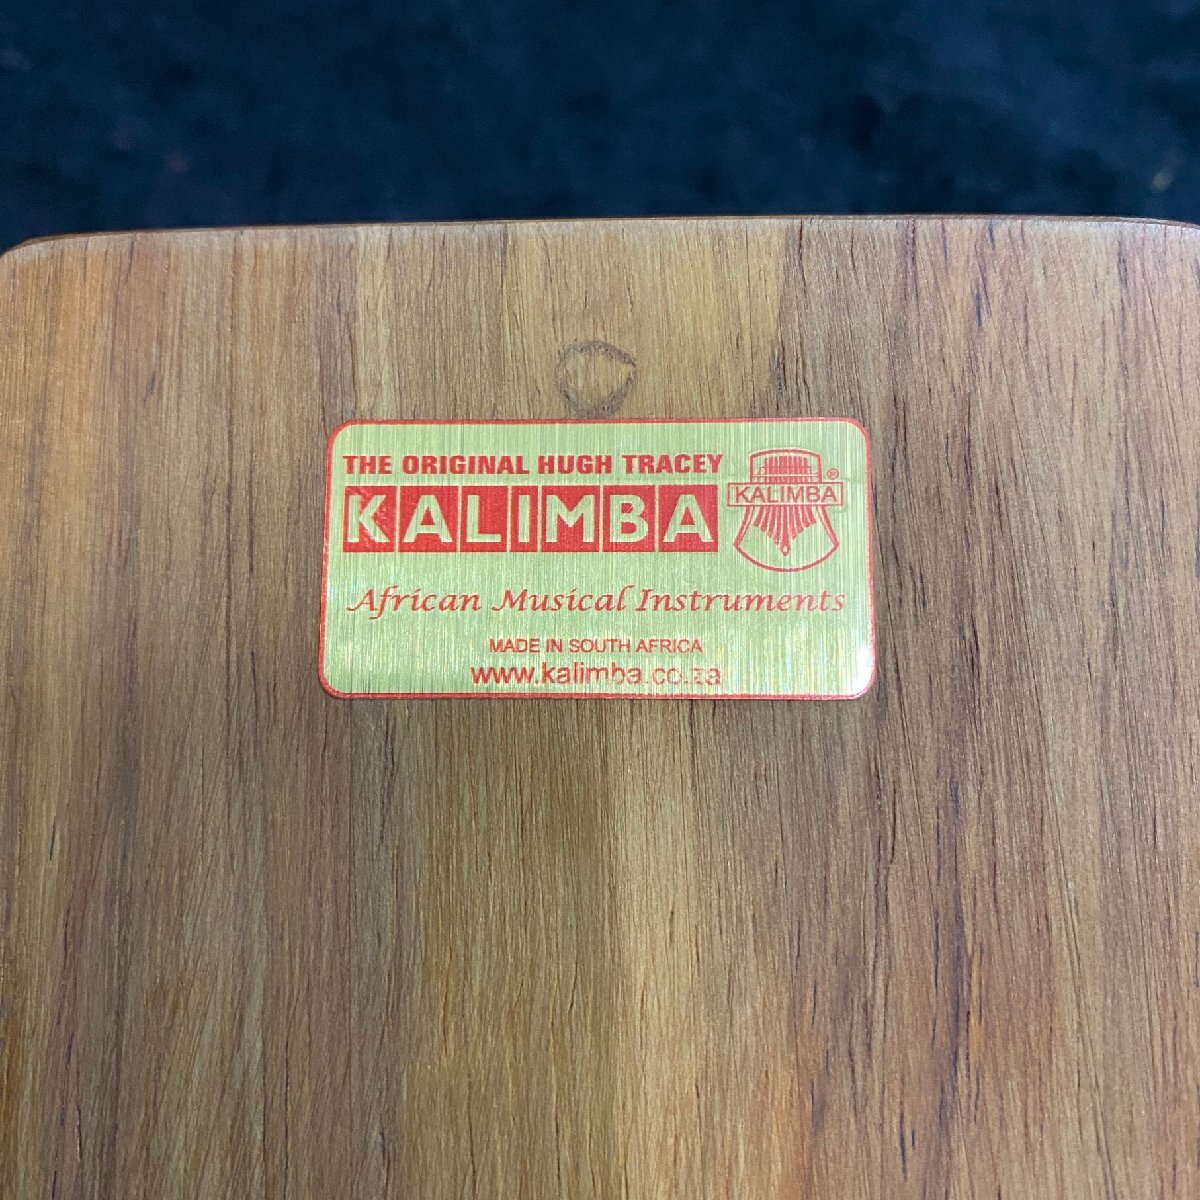 THE ORIGINAL HUGH TRACEY
KALIMBA
KALIMBA ®
African Musical Instruments
MADE IN SOUTH AFRICA
www.kalimba.co.za